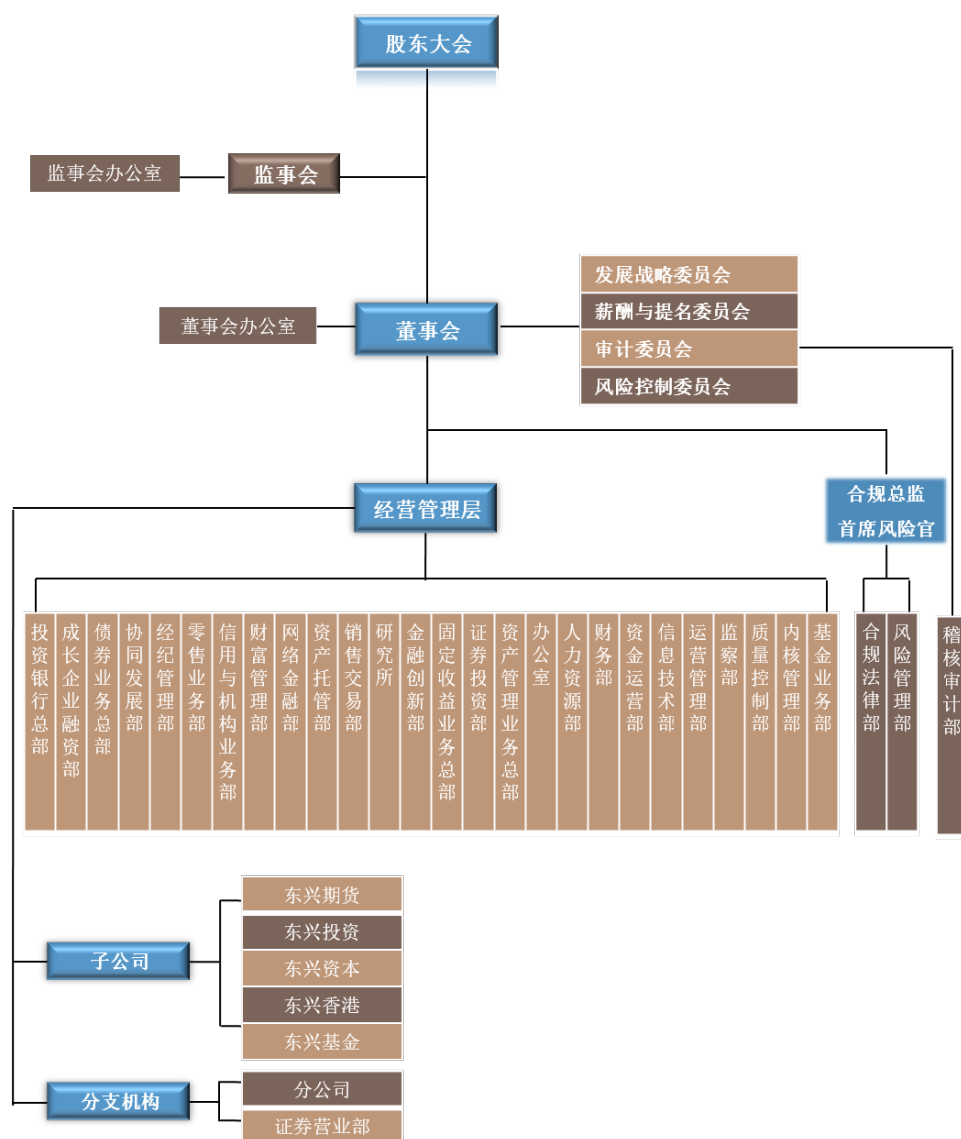 股东大会
监事会办公室
监事会
发展战略委员会
薪酬与提名委员会
审计委员会
风险控制委员会
董事会办公室
董事会
经营管理层
合规总监
首席风险官
投资银行总部
成长企业融资部
债券业务总部
协同发展部
经纪管理部
零售业务部
信用与机构业务部
财富管理部
网络金融部
资产托管部
销售交易部
研究所
金融创新部
固定收益业务总部
证券投资部
资产管理业务总部
办公室
人力资源部
财务部
资金运营部
信息技术部
运营管理部
监察部
质量控制部
内核管理部
基金业务部
合规法律部
风险管理部
稽核审计部
子公司
东兴期货
东兴投资
东兴资本
东兴香港
东兴基金
分支机构
分公司
证券营业部